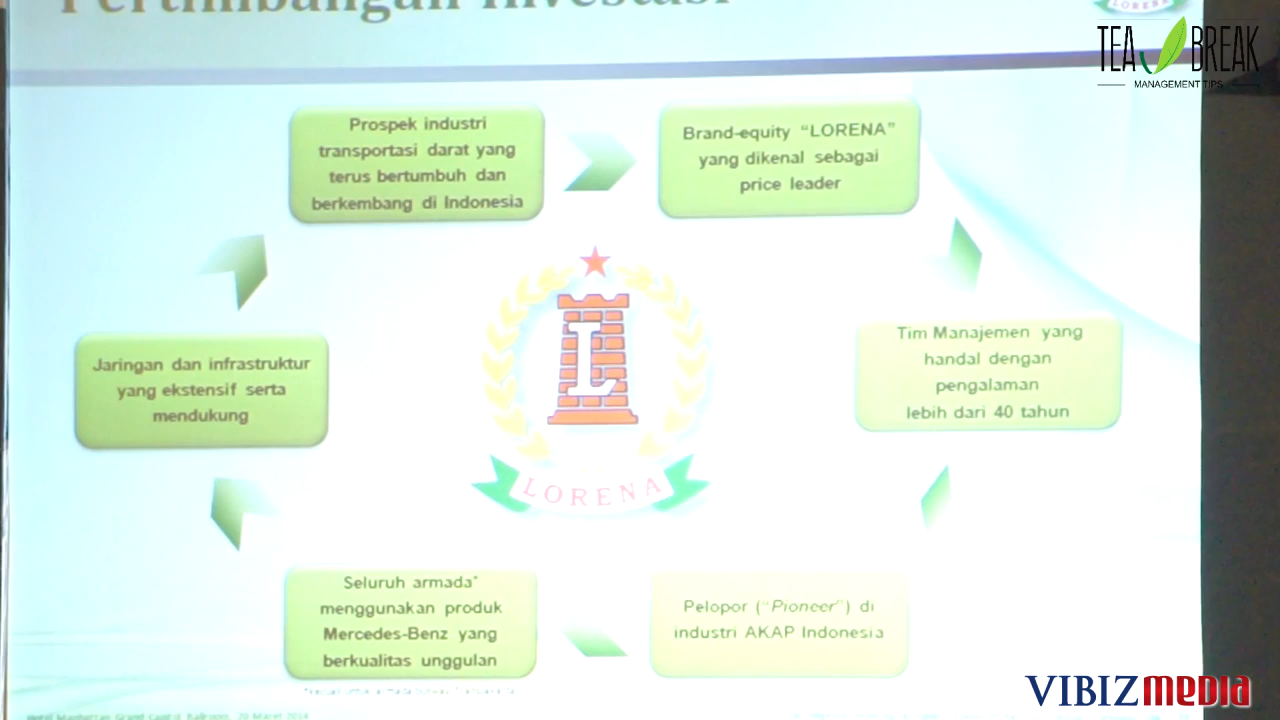 Pertimbangan Investasi
LORENA
TEA BREAK
MANAGEMENT TIPS
Prospek industri
transportasi darat yang
terus bertumbuh dan
berkembang di Indonesia
Brand-equity "LORENA"
yang dikenal sebagai
price leader
Jaringan dan infrastruktur
yang ekstensif serta
mendukung
L
LORENA
Tim Manajemen yang
handal dengan
pengalaman
lebih dari 40 tahun
Seluruh armada*
menggunakan produk
Mercedes-Benz yang
berkualitas unggulan
Pelopor ("Pioneer") di
industri AKAP Indonesia
VIBIZmedia